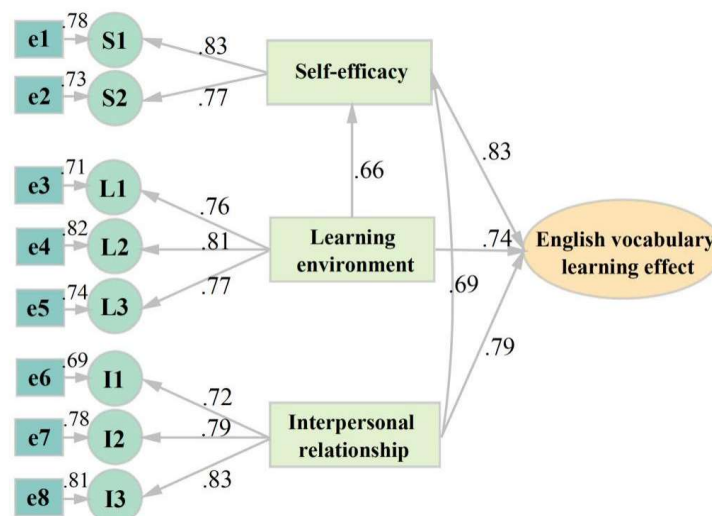 e1
.78
S1
.83
Self-efficacy
e2
.73
S2
.77
.83
.66
e3
.71
L1
.76
e4
.82
L2
.81
Learning
environment
.74
English vocabulary
learning effect
e5
.74
L3
.77
.69
.79
e6
.69
I1
.72
e7
.78
I2
.79
Interpersonal
relationship
e8
.81
I3
.83